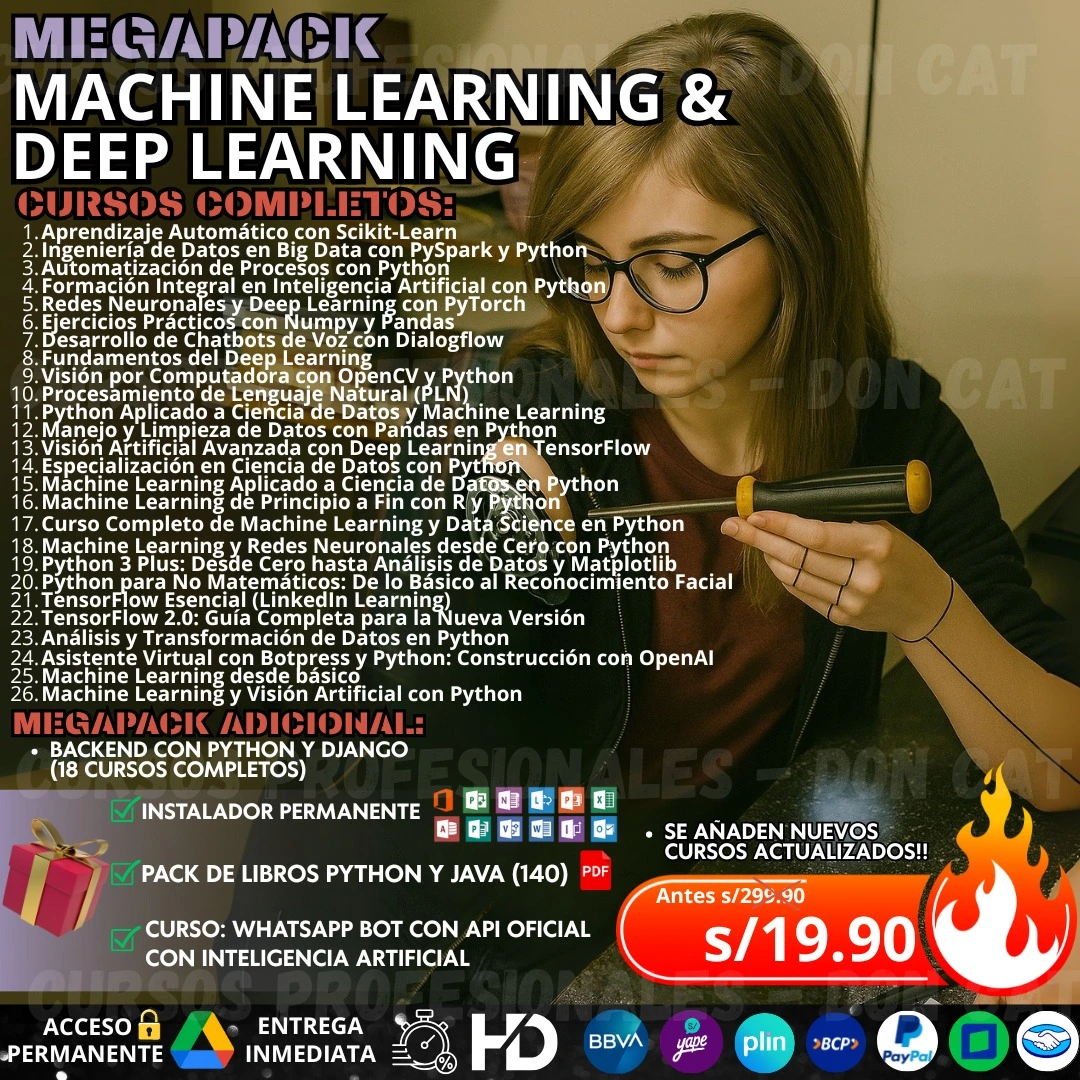 MEGAPACK
MACHINE LEARNING &
DEEP LEARNING
CURSOS COMPLETOS:
1. Aprendizaje Automático con Scikit-Learn
2. Ingeniería de Datos en Big Data con PySpark y Python
3. Automatización de Procesos con Python
4. Formación Integral en Inteligencia Artificial con Python
5. Redes Neuronales y Deep Learning con PyTorch
6. Ejercicios Prácticos con Numpy y Pandas
7. Desarrollo de Chatbots de Voz con Dialogflow
8. Fundamentos del Deep Learning
9. Visión por Computadora con OpenCV y Python
10. Procesamiento de Lenguaje Natural (PLN)
11. Python Aplicado a Ciencia de Datos y Machine Learning
12. Manejo y Limpieza de Datos con Pandas en Python
13. Visión Artificial Avanzada con Deep Learning en TensorFlow
14. Especialización en Ciencia de Datos con Python
15. Machine Learning Aplicado a Ciencia de Datos en Python
16. Machine Learning de Principio a Fin con R y Python
17. Curso Completo de Machine Learning y Data Science en Python
18. Machine Learning y Redes Neuronales desde Cero con Python
19. Python 3 Plus: Desde Cero hasta Análisis de Datos y Matplotlib
20. Python para No Matemáticos: De lo Básico al Reconocimiento Facial
21. TensorFlow Esencial (LinkedIn Learning)
22. TensorFlow 2.0: Guía Completa para la Nueva Versión
23. Análisis y Transformación de Datos en Python
24. Asistente Virtual con Botpress y Python: Construcción con OpenAI
25. Machine Learning desde básico
26. Machine Learning y Visión Artificial con Python
MEGAPACK ADICIONAL:
• BACKEND CON PYTHON Y DJANGO
(18 CURSOS COMPLETOS)
INSTALADOR PERMANENTE
PACK DE LIBROS PYTHON Y JAVA (140) PDF
CURSO: WHATSAPP BOT CON API OFICIAL
CON INTELIGENCIA ARTIFICIAL
• SE AÑADEN NUEVOS
CURSOS ACTUALIZADOS!!
Antes s/299.90
s/19.90
CURSOS PROFESIONALES - DON CAT
CURSOS PROFESIONALES - DON CAT
CURSOS PROFESIONALES - DON CAT
CURSOS PROFESIONALES - DON CAT
ACCESO
PERMANENTE
ENTREGA
INMEDIATA
%
HD
BBVA
S/
yape
plin
BCP
PayPal